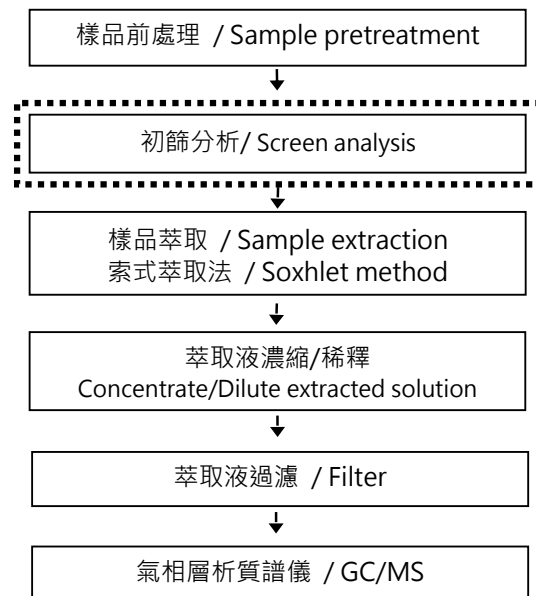 樣品前處理 / Sample pretreatment
初篩分析/ Screen analysis
樣品萃取 / Sample extraction
索式萃取法 / Soxhlet method
萃取液濃縮/稀釋
Concentrate/Dilute extracted solution
萃取液過濾 / Filter
氣相層析質譜儀 / GC/MS